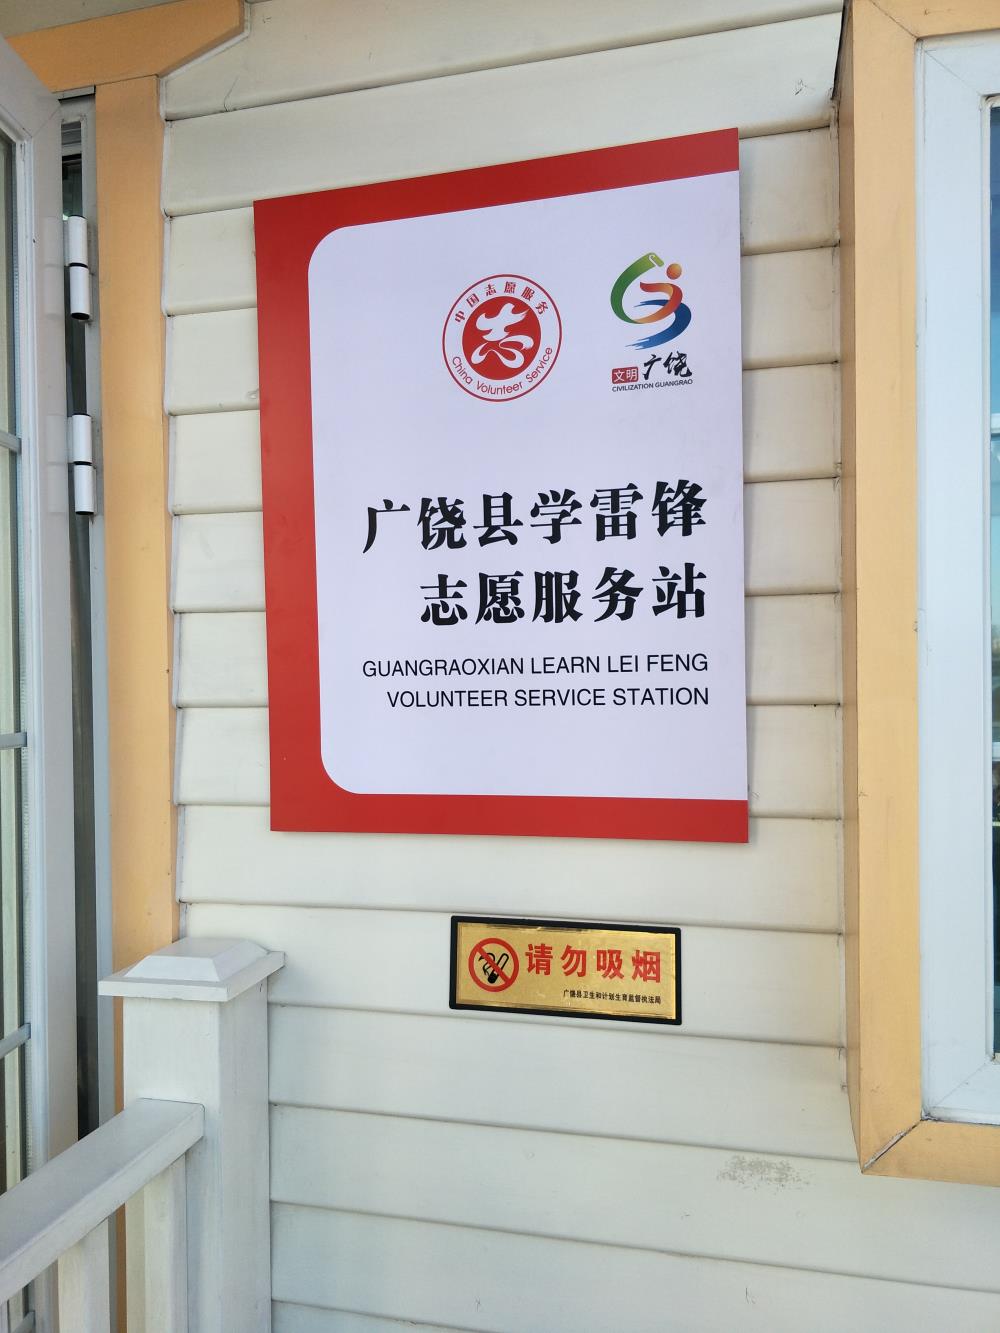 中国志愿服务
志
China Volunteer Service
文明 广饶
CIVILIZATION GUANGRAO
广饶县学雷锋
志愿服务站
GUANGRAOXIAN LEARN LEI FENG
VOLUNTEER SERVICE STATION
请勿吸烟
广饶县卫生和计划生育监督执法局